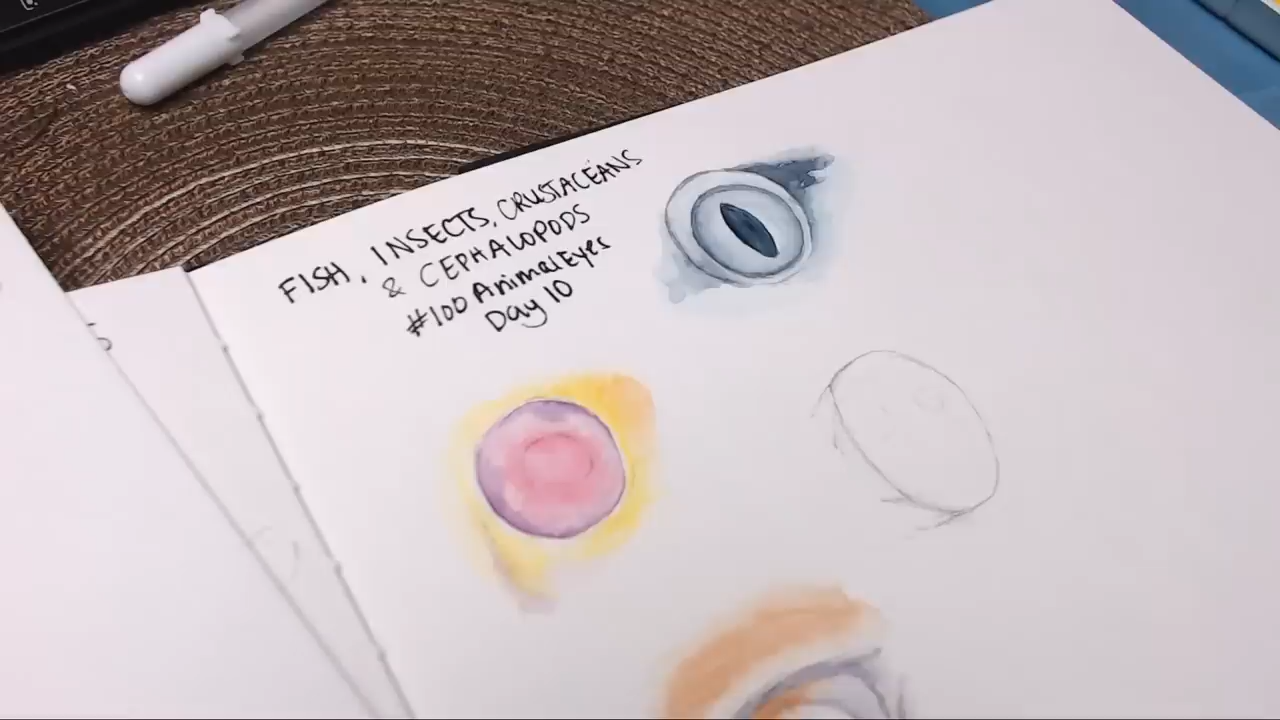 FISH, INSECTS, CRUSTACEANS
& CEPHALOPODS
#100 Animal Eyes
Day 10